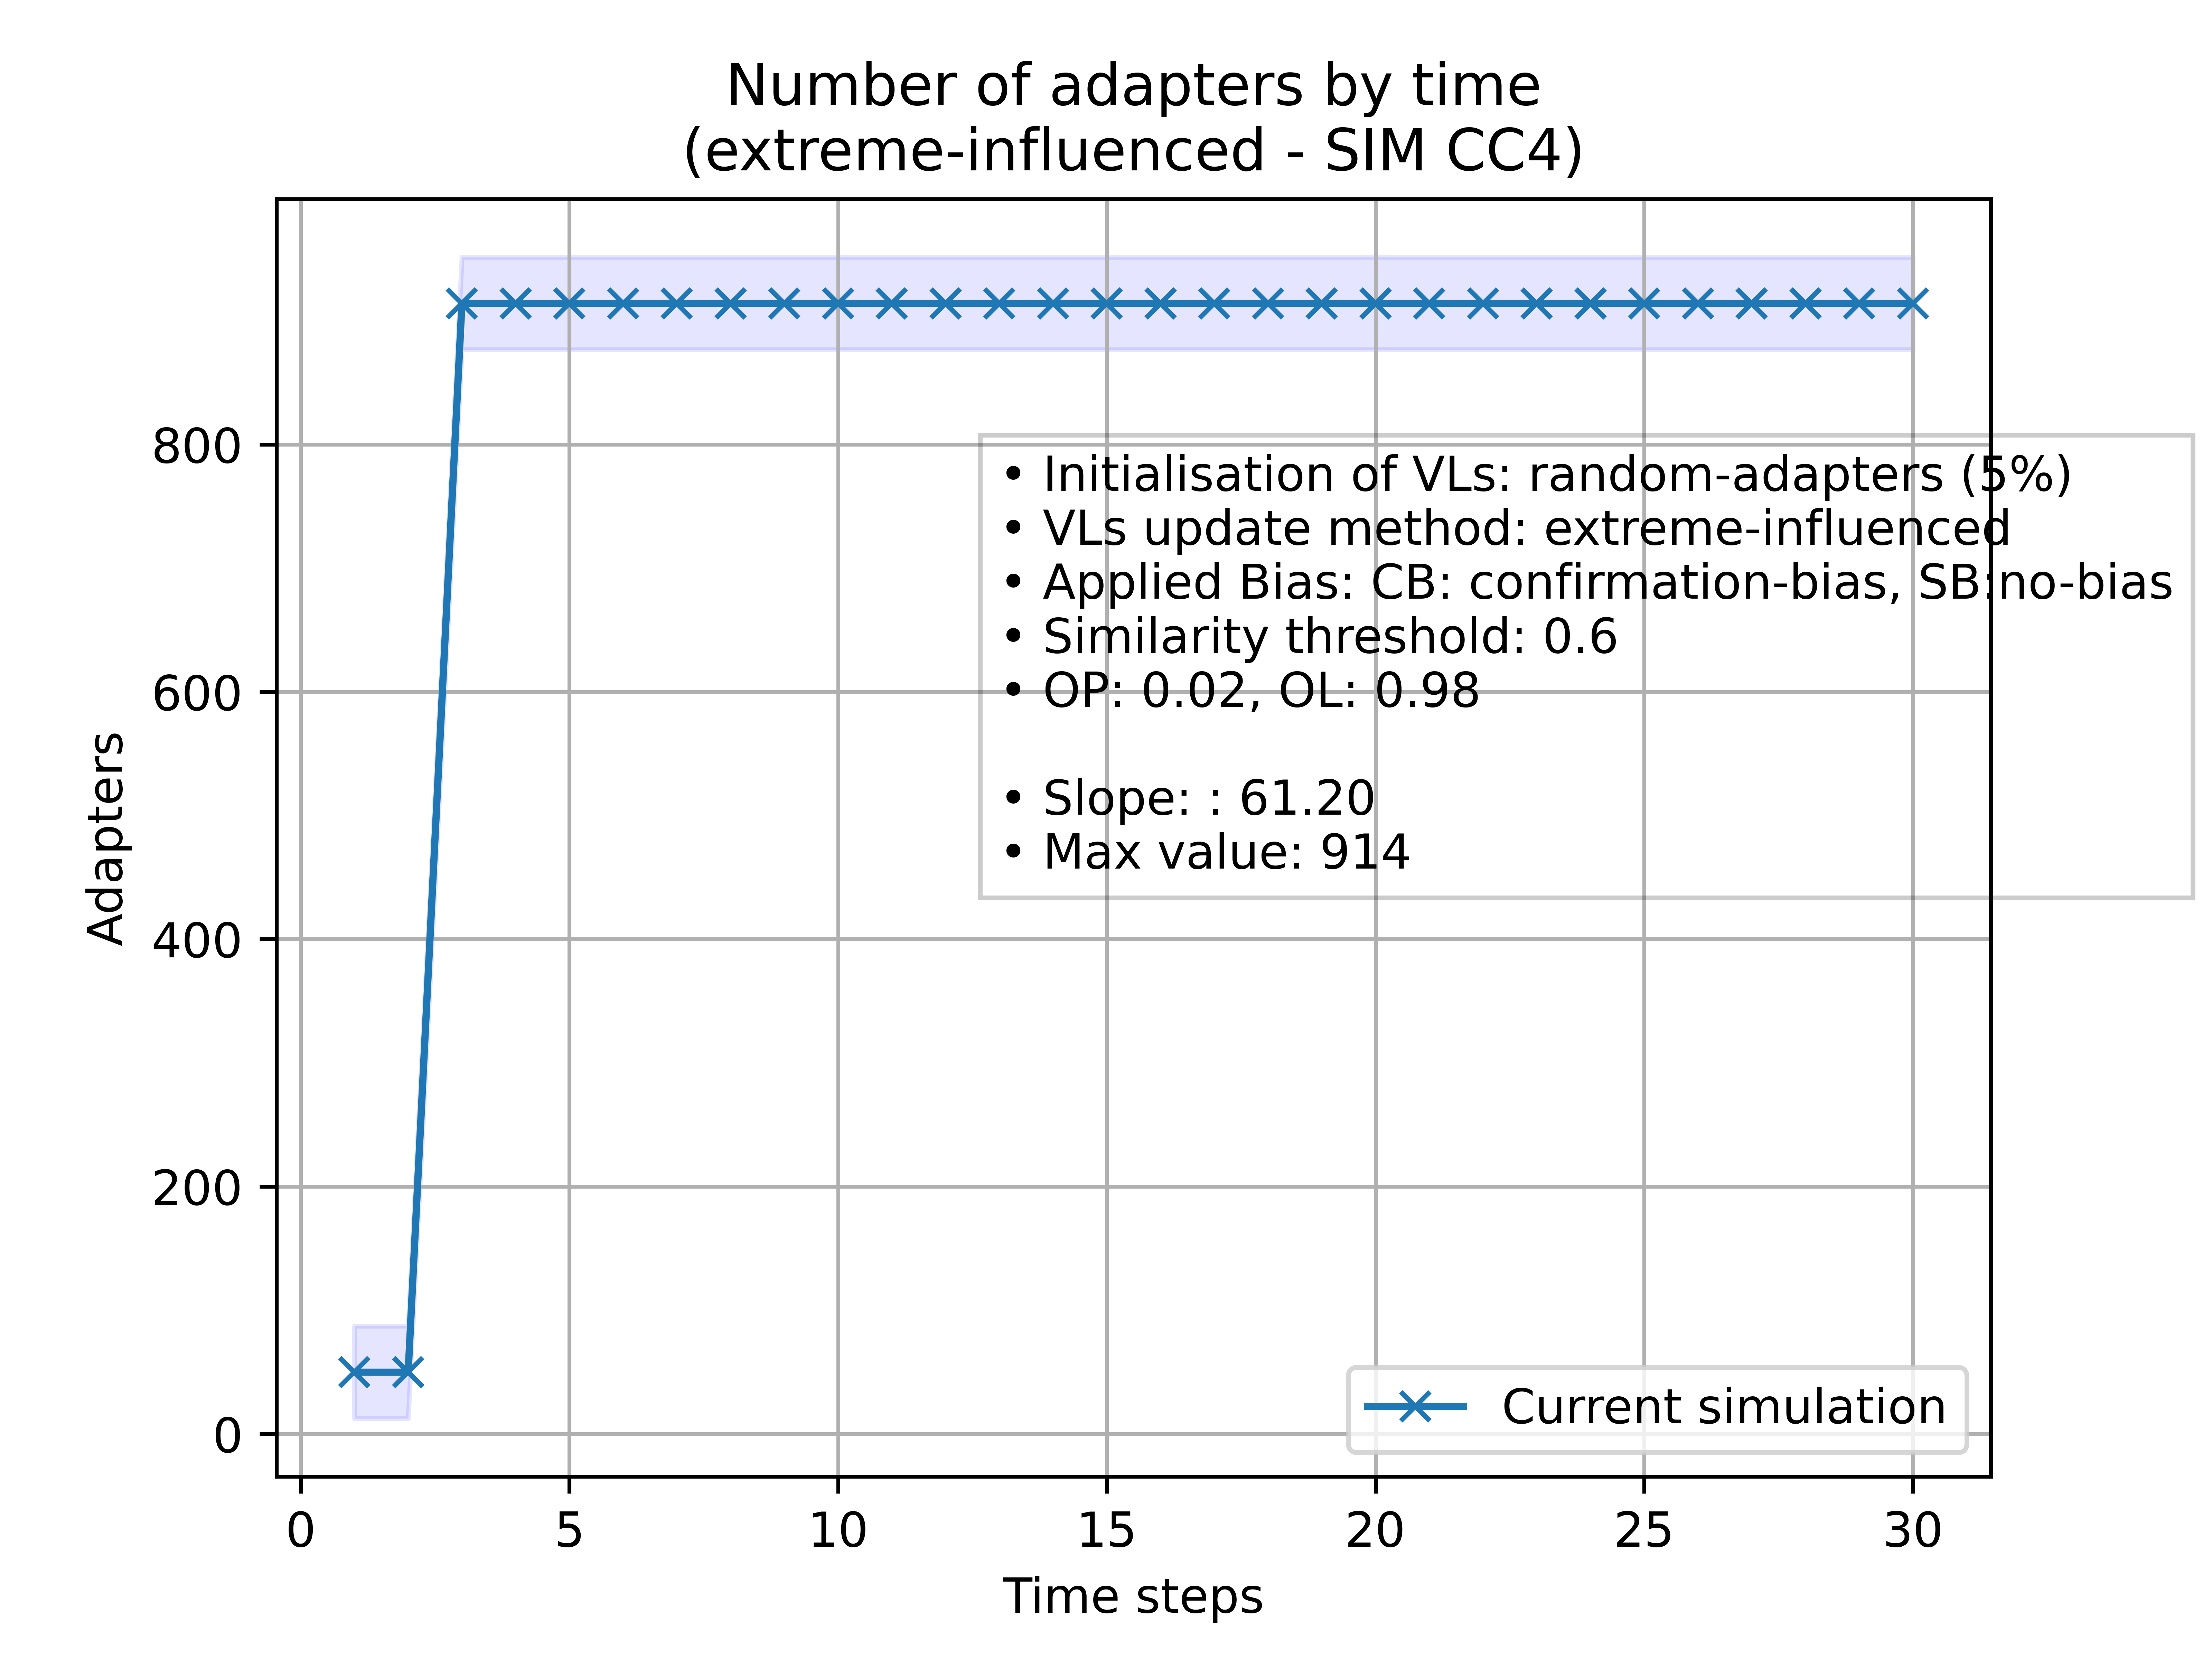 Number of adapters by time
(extreme-influenced - SIM CC4)
800
600
400
200
0
Adapters
• Initialisation of VLs: random-adapters (5%)
• VLs update method: extreme-influenced
• Applied Bias: CB: confirmation-bias, SB:no-bias
• Similarity threshold: 0.6
• OP: 0.02, OL: 0.98
• Slope: : 61.20
• Max value: 914
Current simulation
0 5 10 15 20 25 30
Time steps